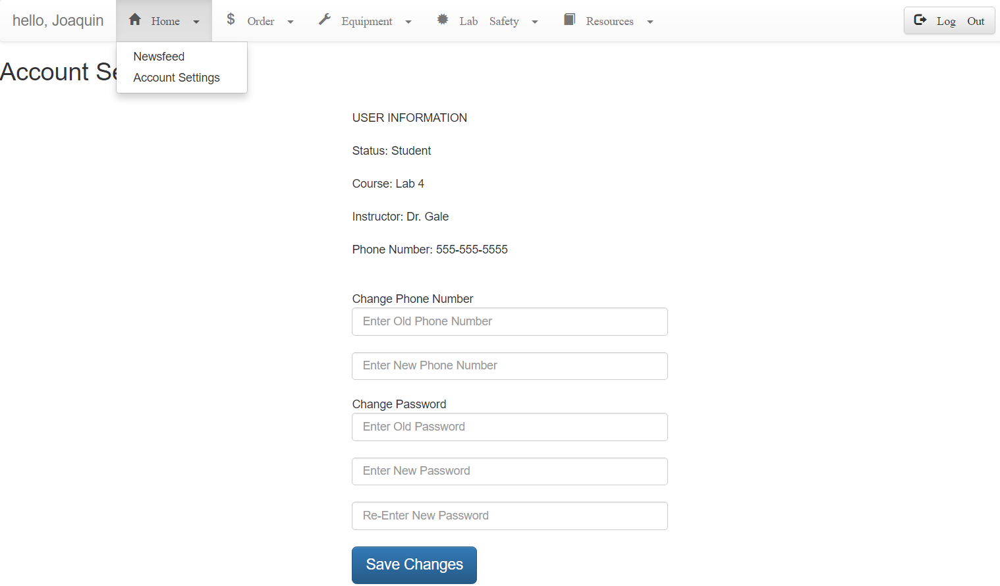 hello, Joaquin Home $ Order Equipment Lab Safety Resources Log Out
Newsfeed
Account Settings
Account Se
USER INFORMATION
Status: Student
Course: Lab 4
Instructor: Dr. Gale
Phone Number: 555-555-5555
Change Phone Number
Enter Old Phone Number
Enter New Phone Number
Change Password
Enter Old Password
Enter New Password
Re-Enter New Password
Save Changes